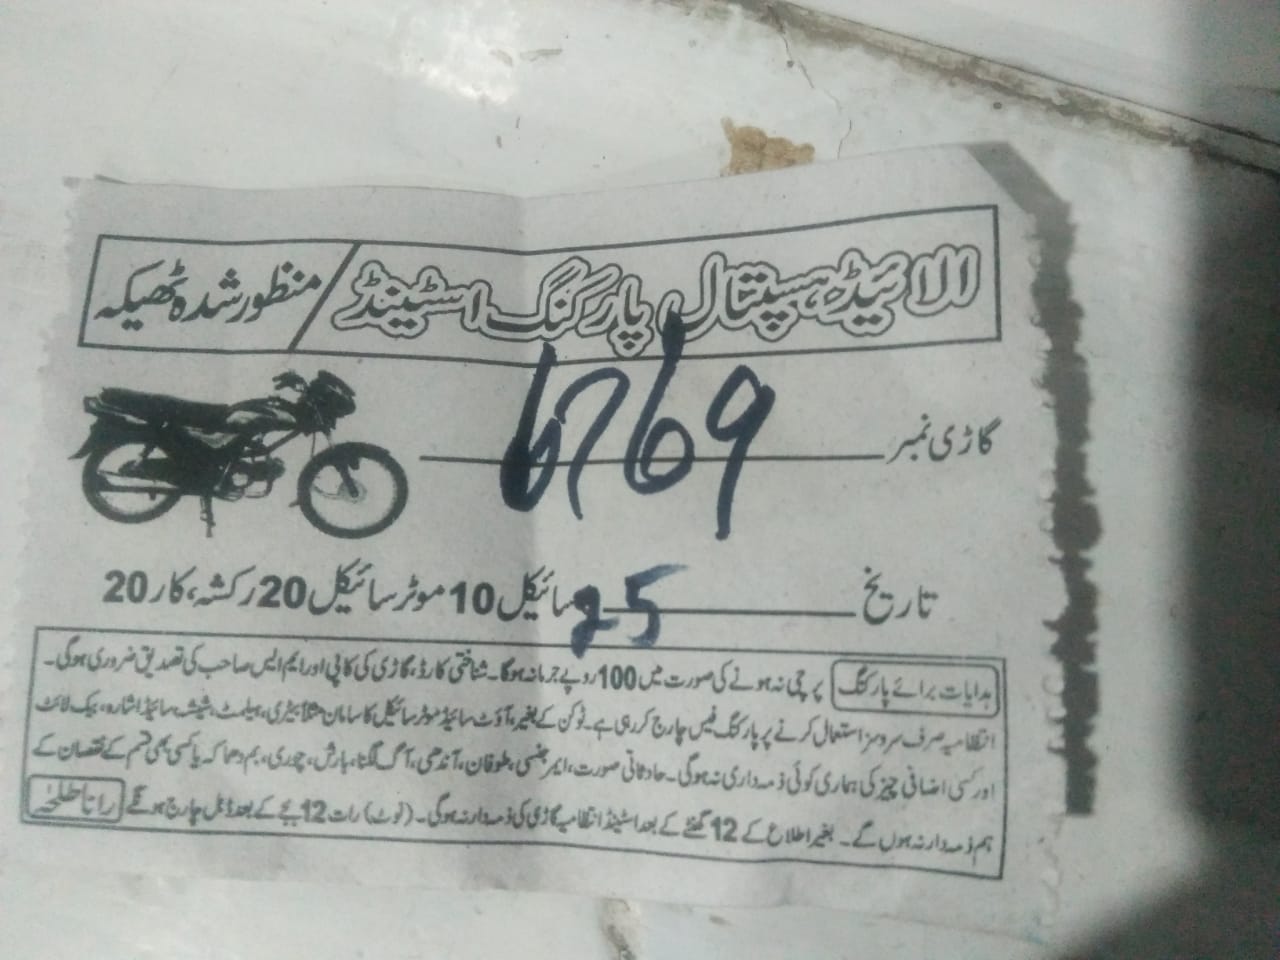 الائیڈ ہسپتال پارکنگ اسٹینڈ / منظور شدہ ٹھیکہ
گاڑی نمبر 6769
تاریخ 25 سائیکل 10 موٹر سائیکل 20 رکشہ، کار 20
ہدایات برائے پارکنگ پرچی نہ ہونے کی صورت میں 100 روپے جرمانہ ہوگا۔ شناختی کارڈ، گاڑی کی کاپی اور ایم ایس صاحب کی تصدیق ضروری ہوگی۔
انتظامیہ صرف سروسز استعمال کرنے پر پارکنگ فیس چارج کر رہی ہے۔ ٹوکن کے بغیر، آؤٹ سائیڈ موٹر سائیکل کا سامان مثلاً بیٹری، ہیلمٹ، شیشے، سائیڈ اشارہ، بیک لائٹ
اور کسی اضافی چیز کی ہماری کوئی ذمہ داری نہ ہوگی۔ حادثاتی صورت، ایمرجنسی، طوفان، آندھی، آگ لگنا، بارش، چوری، بم دھماکہ یا کسی بھی قسم کے نقصان کے
ہم ذمہ دار نہ ہوں گے۔ بغیر اطلاع کے 12 گھنٹے کے بعد اسٹینڈ انتظامیہ گاڑی کی ذمہ دار نہ ہوگی۔ (نوٹ) رات 12 بجے کے بعد ڈبل چارج ہونگے رانا طلحہ